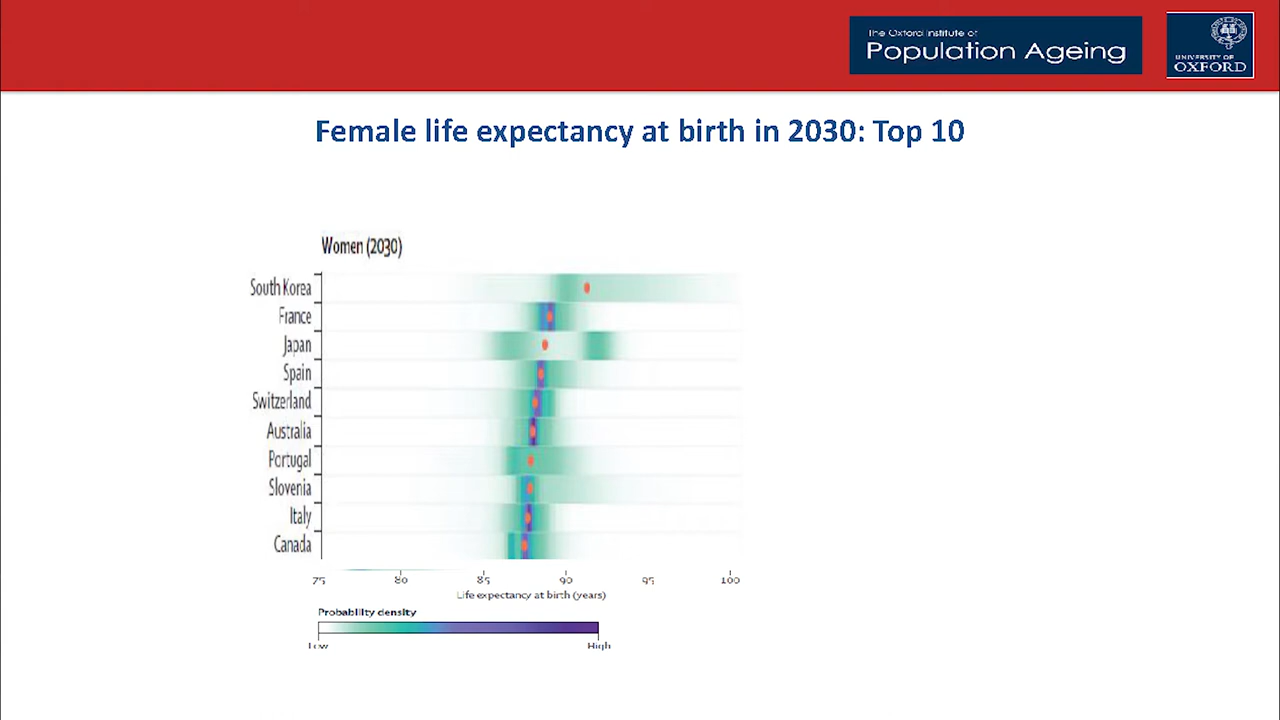 The Oxford Institute of
Population Ageing
UNIVERSITY OF
OXFORD
Female life expectancy at birth in 2030: Top 10
Women (2030)
South Korea
France
Japan
Spain
Switzerland
Australia
Portugal
Slovenia
Italy
Canada
75 80 85 90 95 100
Life expectancy at birth (years)
Probability density
Low High